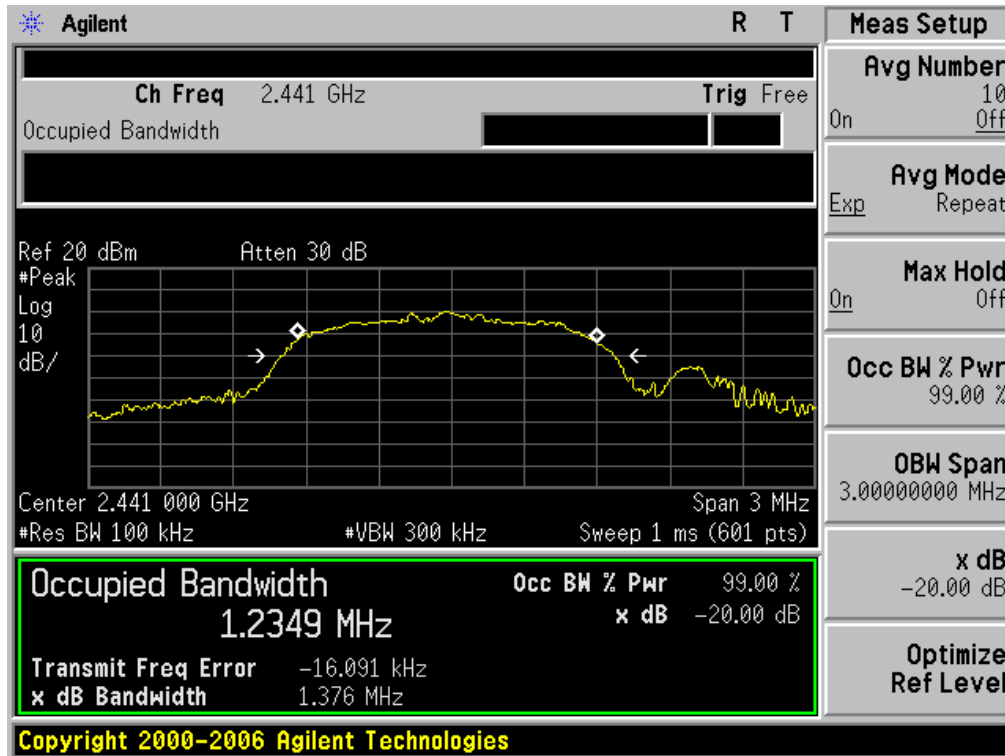 Agilent R T
Ch Freq 2.441 GHz Trig Free
Occupied Bandwidth
Ref 20 dBm Atten 30 dB
#Peak
Log
10
dB/
Center 2.441 000 GHz Span 3 MHz
#Res BW 100 kHz #VBW 300 kHz Sweep 1 ms (601 pts)
Occupied Bandwidth Occ BW % Pwr 99.00 %
1.2349 MHz x dB -20.00 dB
Transmit Freq Error -16.091 kHz
x dB Bandwidth 1.376 MHz
Copyright 2000-2006 Agilent Technologies
Meas Setup
Avg Number
10
On Off
Avg Mode
Exp Repeat
Max Hold
On Off
Occ BW % Pwr
99.00 %
OBW Span
3.00000000 MHz
x dB
-20.00 dB
Optimize
Ref Level